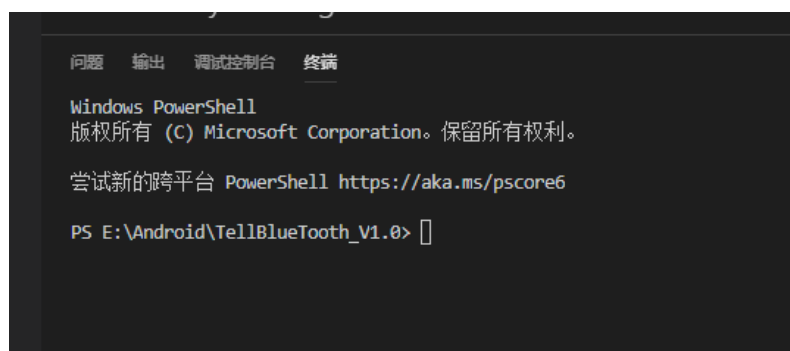 问题 输出 调试控制台 终端
Windows PowerShell
版权所有 (C) Microsoft Corporation。保留所有权利。
尝试新的跨平台 PowerShell https://aka.ms/pscore6
PS E:\Android\TellBlueTooth_V1.0>